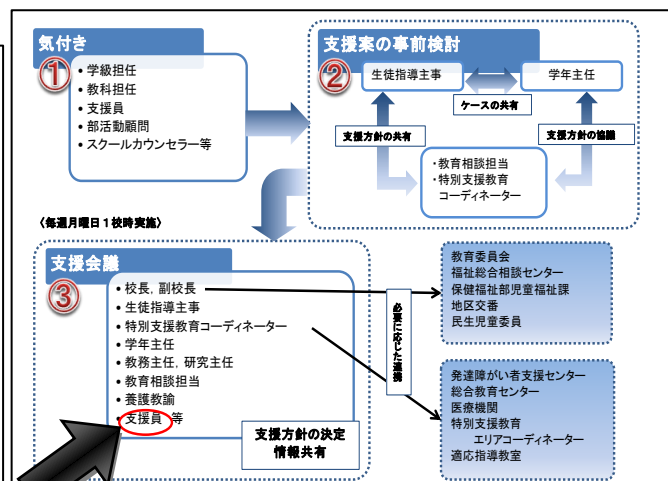 気付き
①
・学級担任
・教科担任
・支援員
・部活動顧問
・スクールカウンセラー等
支援案の事前検討
②
生徒指導主事
学年主任
ケースの共有
支援方針の共有
支援方針の協議
・教育相談担当
・特別支援教育
コーディネーター
〈毎週月曜日１校時実施〉
支援会議
③
・校長，副校長
・生徒指導主事
・特別支援教育コーディネーター
・学年主任
・教務主任，研究主任
・教育相談担当
・養護教諭
・支援員 等
支援方針の決定
情報共有
必要に応じた連携
教育委員会
福祉総合相談センター
保健福祉部児童福祉課
地区交番
民生児童委員
発達障がい者支援センター
総合教育センター
医療機関
特別支援教育
エリアコーディネーター
適応指導教室